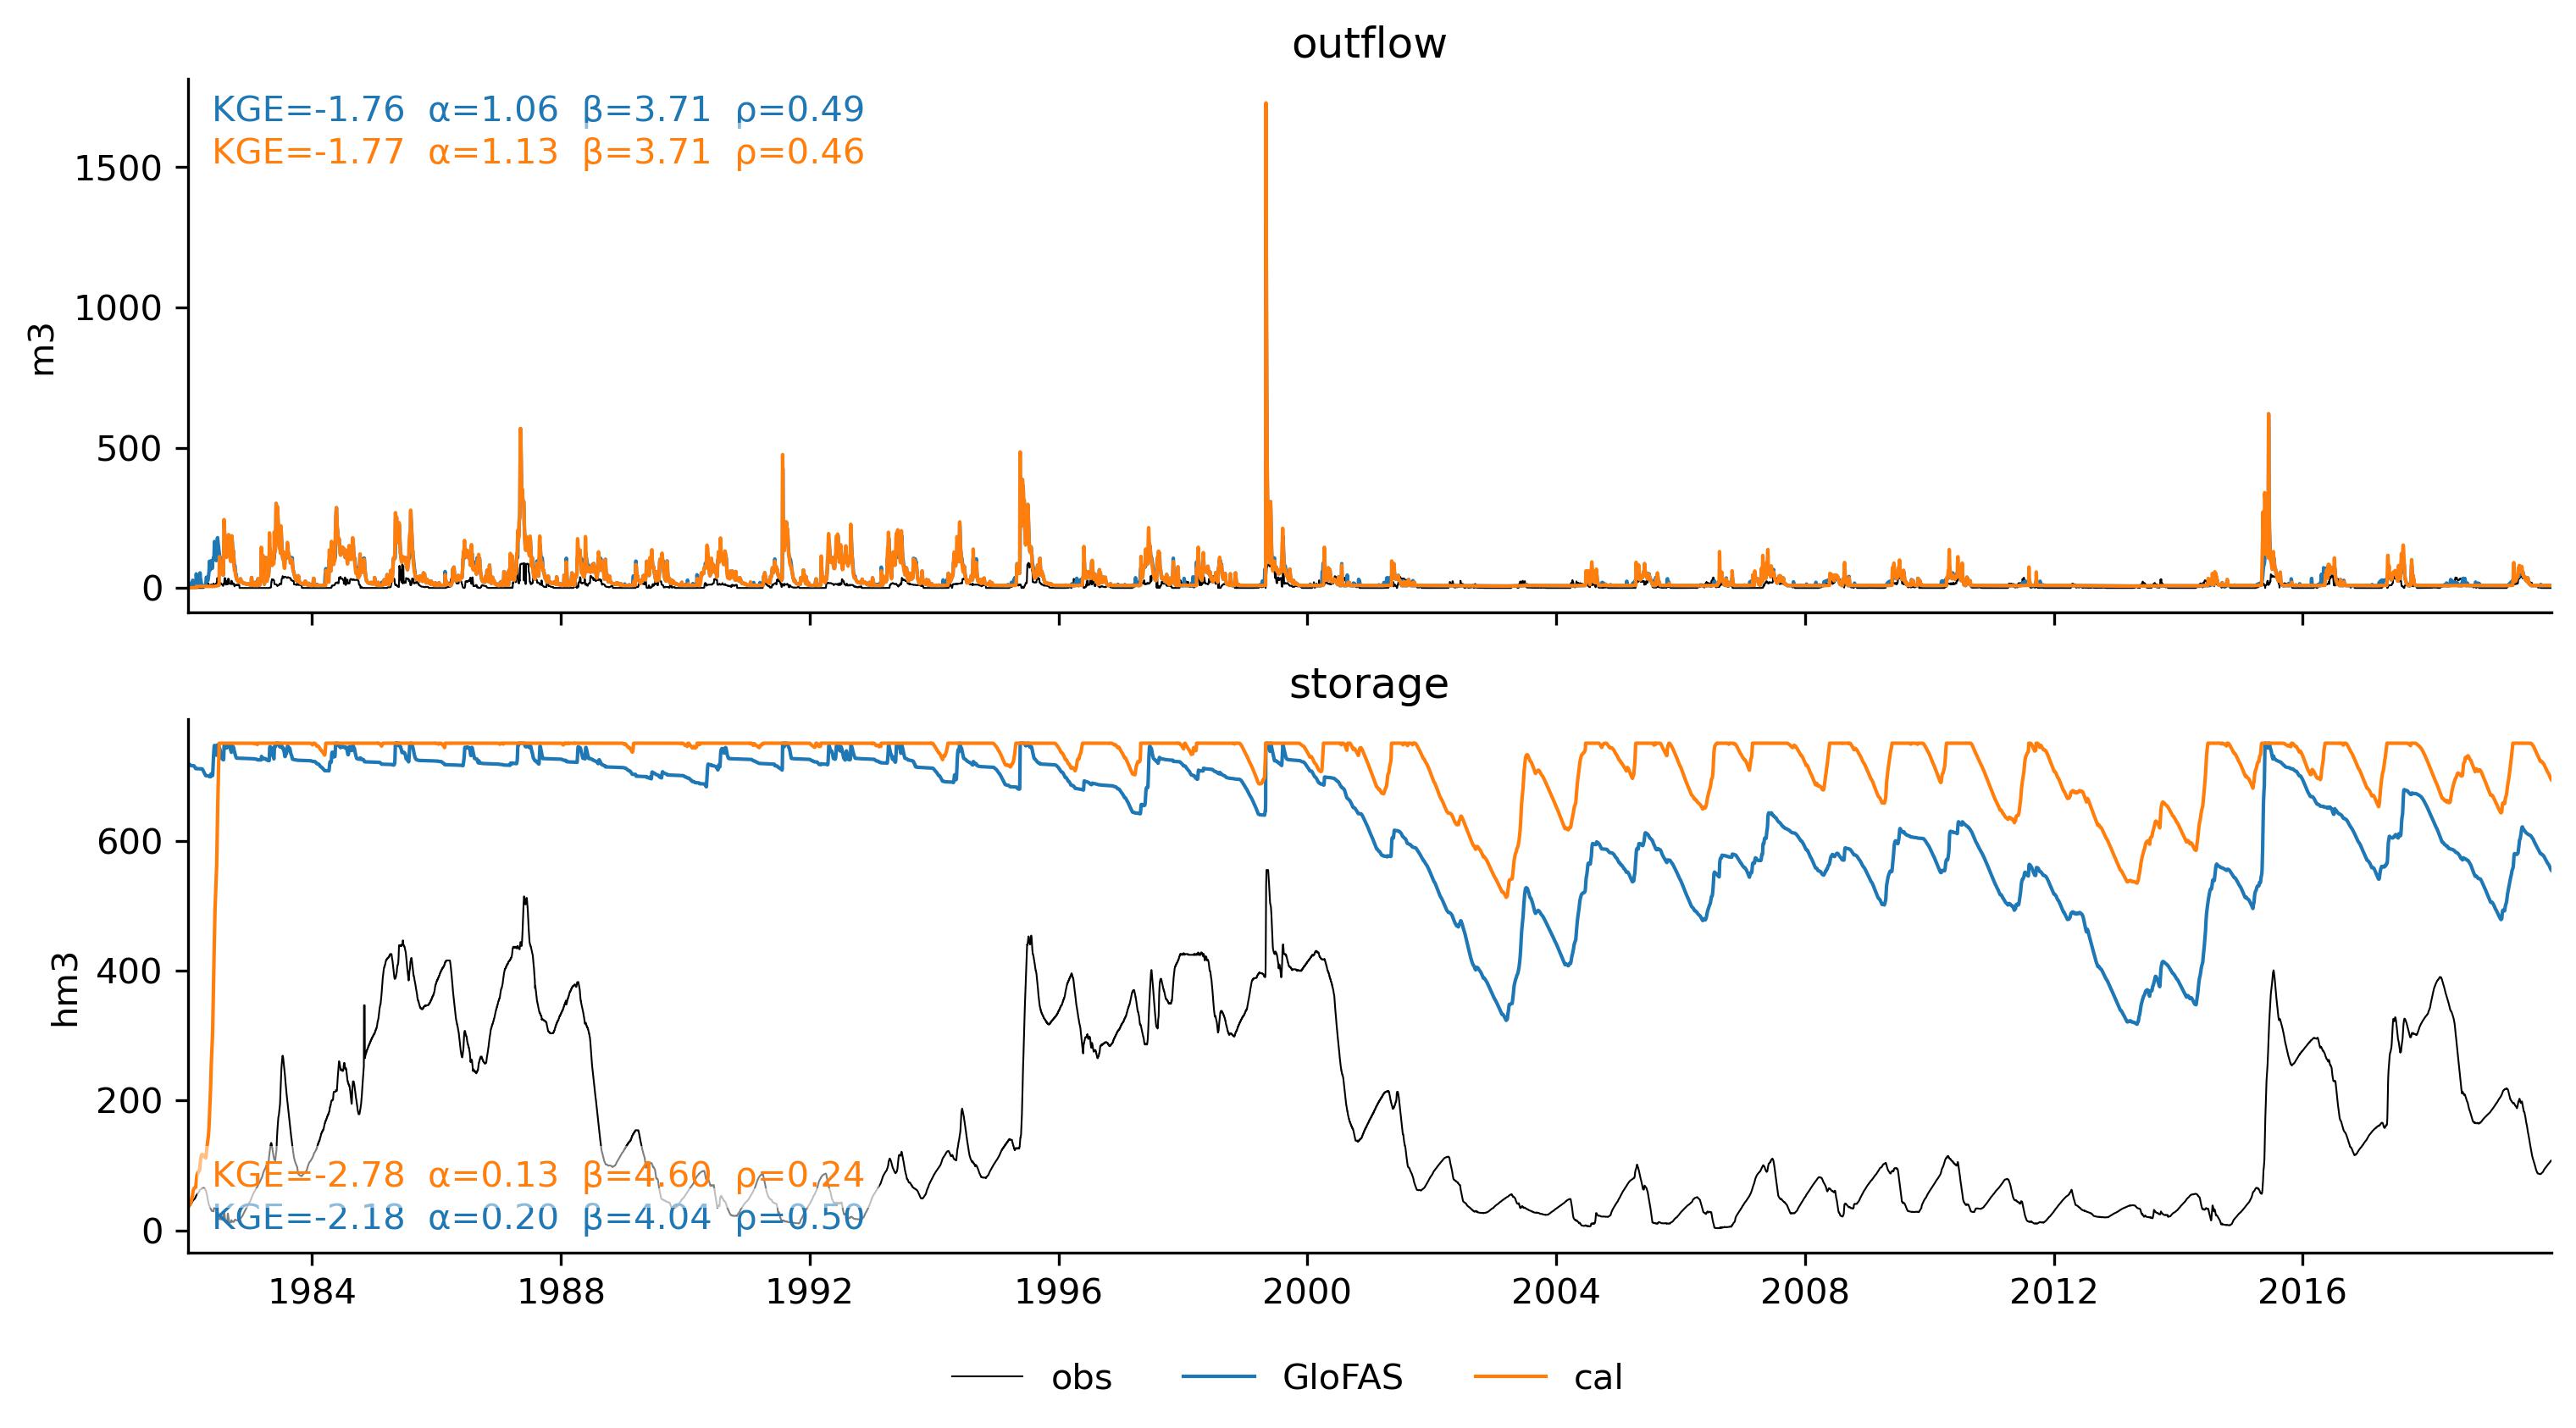 outflow
KGE=-1.76 α=1.06 β=3.71 ρ=0.49
KGE=-1.77 α=1.13 β=3.71 ρ=0.46
1500
1000
500
0
m3
storage
600
400
200
0
hm3
KGE=-2.78 α=0.13 β=4.60 ρ=0.24
KGE=-2.18 α=0.20 β=4.04 ρ=0.50
1984 1988 1992 1996 2000 2004 2008 2012 2016
obs GloFAS cal